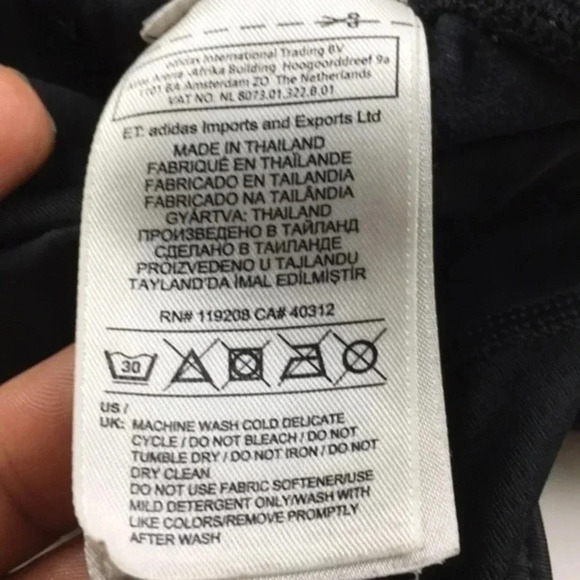 adidas International Trading BV
Arena -Afrika Building Hoogoorddreef 9a
1101 BA Amsterdam ZO The Netherlands
VAT NO. NL 8073.01.322.B.01
ET: adidas Imports and Exports Ltd
MADE IN THAILAND
FABRIQUÉ EN THAÏLANDE
FABRICADO EN TAILANDIA
FABRICADO NA TAILÂNDIA
GYÁRTVA: THAILAND
ПРОИЗВЕДЕНО В ТАЙЛАНД
СДЕЛАНО В ТАИЛАНДЕ
PROIZVEDENO U TAJLANDU
TAYLAND'DA İMAL EDİLMİŞTİR
RN# 119208 CA# 40312
30
US /
UK: MACHINE WASH COLD DELICATE
CYCLE / DO NOT BLEACH / DO NOT
TUMBLE DRY / DO NOT IRON / DO NOT
DRY CLEAN
DO NOT USE FABRIC SOFTENER/USE
MILD DETERGENT ONLY/WASH WITH
LIKE COLORS/REMOVE PROMPTLY
AFTER WASH